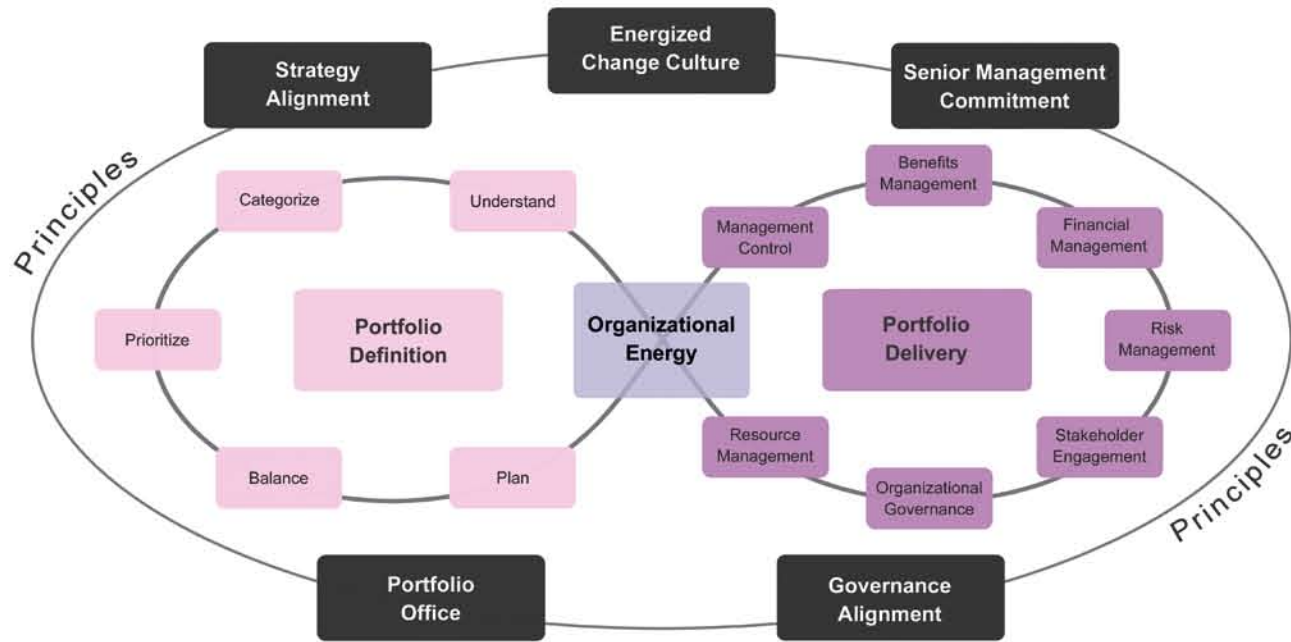 Energized
Change Culture
Strategy
Alignment
Senior Management
Commitment
Principles
Benefits
Management
Categorize
Understand
Management
Control
Financial
Management
Prioritize
Portfolio
Definition
Organizational
Energy
Portfolio
Delivery
Risk
Management
Balance
Plan
Resource
Management
Stakeholder
Engagement
Organizational
Governance
Principles
Portfolio
Office
Governance
Alignment